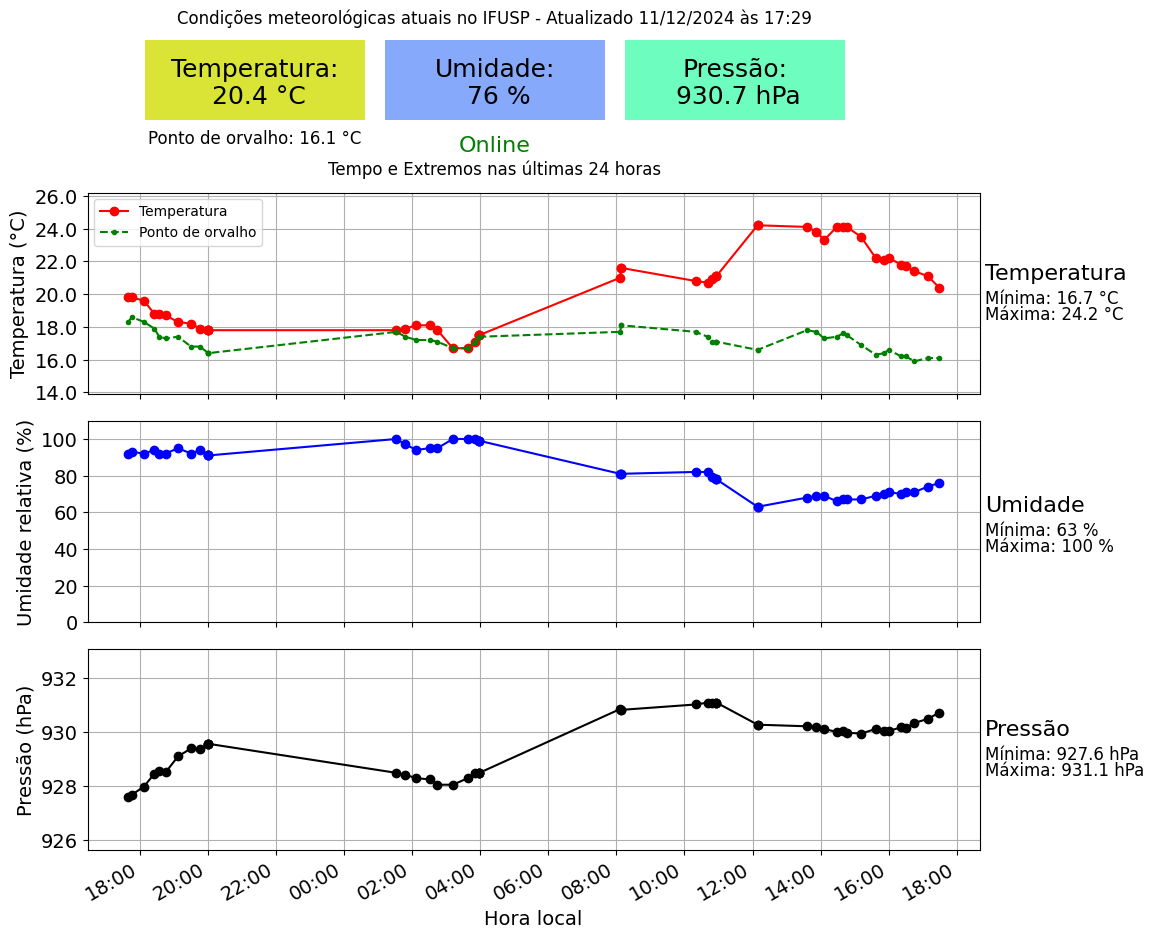 Condições meteorológicas atuais no IFUSP - Atualizado 11/12/2024 às 17:29
Temperatura:
20.4 °C
Umidade:
76 %
Pressão:
930.7 hPa
Ponto de orvalho: 16.1 °C
Online
Tempo e Extremos nas últimas 24 horas
Temperatura (°C)
26.0
24.0
22.0
20.0
18.0
16.0
14.0
Temperatura
Ponto de orvalho
Temperatura
Mínima: 16.7 °C
Máxima: 24.2 °C
Umidade relativa (%)
100
80
60
40
20
0
Umidade
Mínima: 63 %
Máxima: 100 %
Pressão (hPa)
932
930
928
926
Pressão
Mínima: 927.6 hPa
Máxima: 931.1 hPa
18:00 20:00 22:00 00:00 02:00 04:00 06:00 08:00 10:00 12:00 14:00 16:00 18:00
Hora local